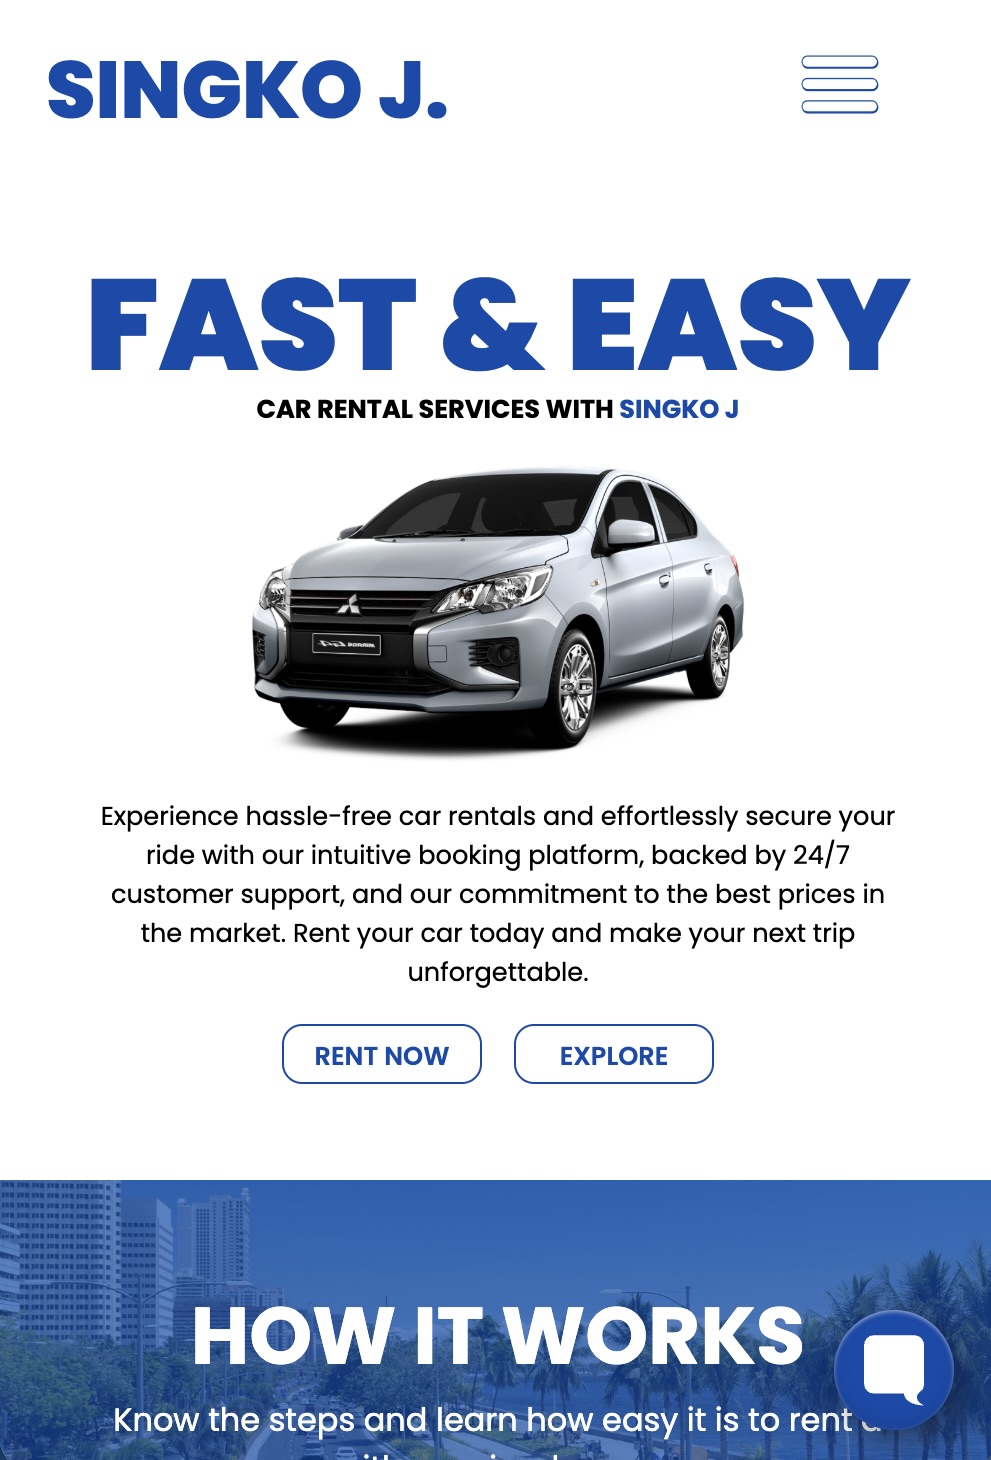 SINGKO J.
FAST & EASY
CAR RENTAL SERVICES WITH SINGKO J
Experience hassle-free car rentals and effortlessly secure your
ride with our intuitive booking platform, backed by 24/7
customer support, and our commitment to the best prices in
the market. Rent your car today and make your next trip
unforgettable.
RENT NOW
EXPLORE
HOW IT WORKS
Know the steps and learn how easy it is to rent a